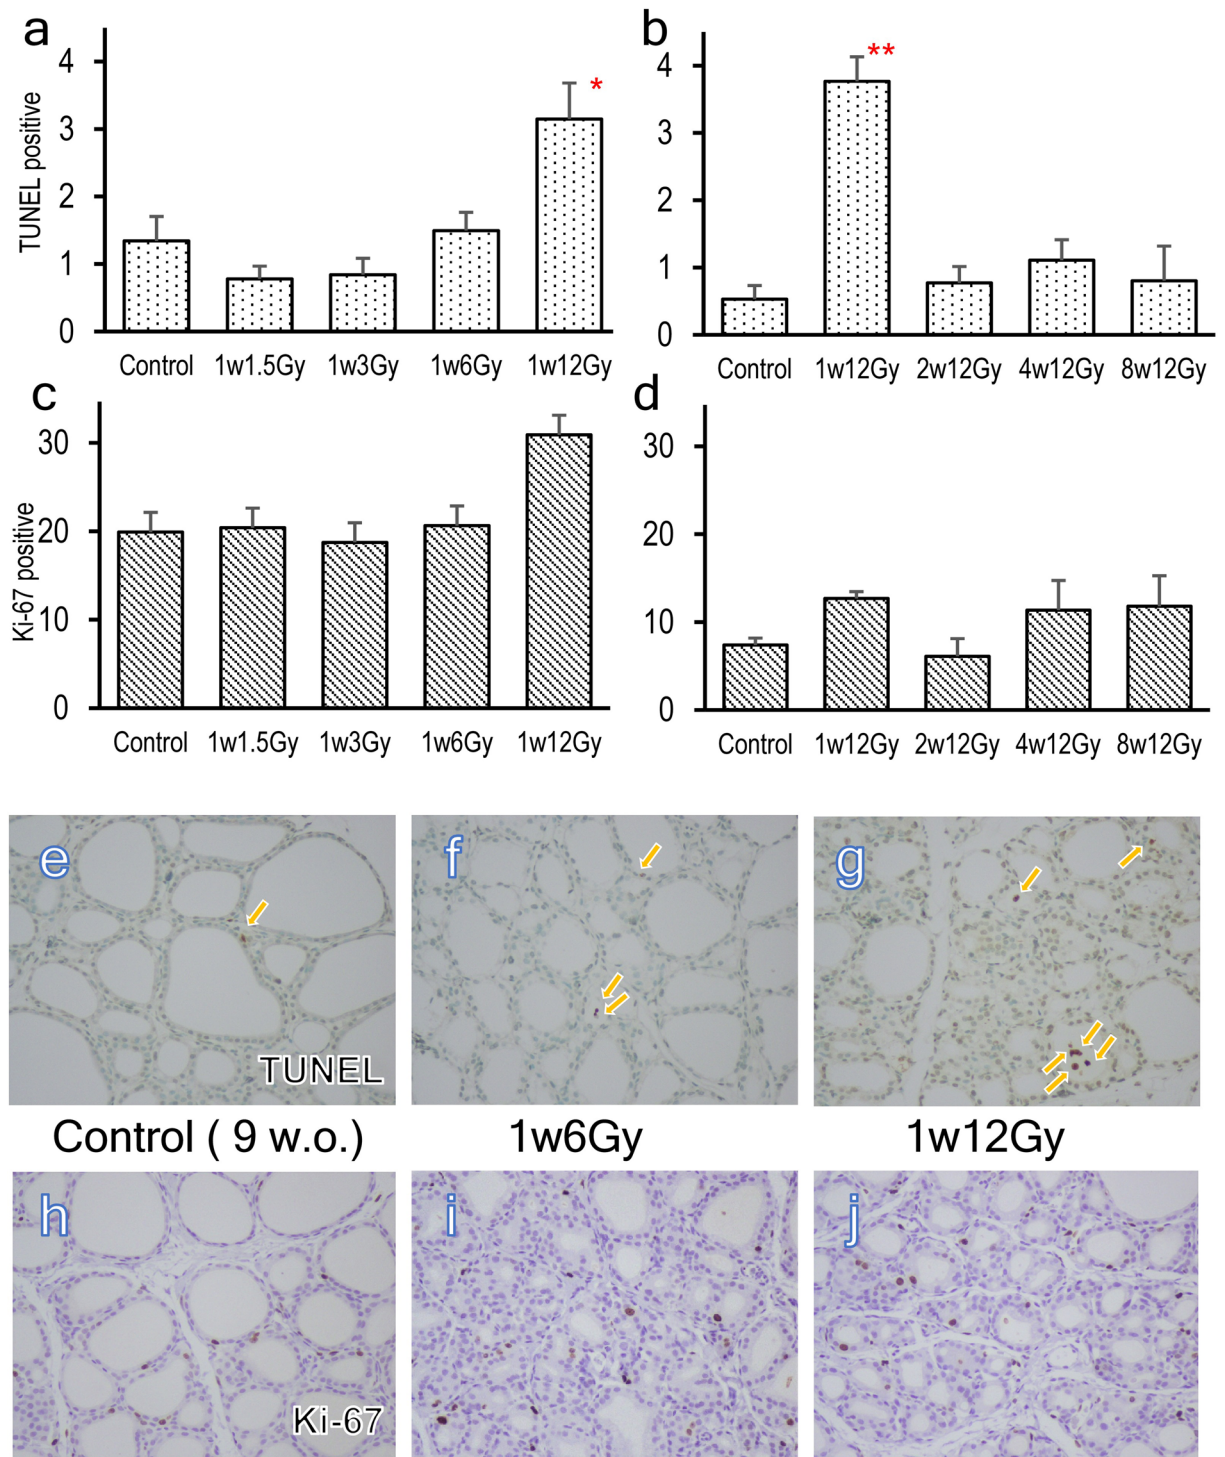 a
TUNEL positive
4
3
2
1
0
*
Control 1w1.5Gy 1w3Gy 1w6Gy 1w12Gy
b
4
3
2
1
0
**
Control 1w12Gy 2w12Gy 4w12Gy 8w12Gy
c
Ki-67 positive
30
20
10
0
Control 1w1.5Gy 1w3Gy 1w6Gy 1w12Gy
d
30
20
10
0
Control 1w12Gy 2w12Gy 4w12Gy 8w12Gy
e
TUNEL
f
g
Control ( 9 w.o.) 1w6Gy 1w12Gy
h
Ki-67
i
j